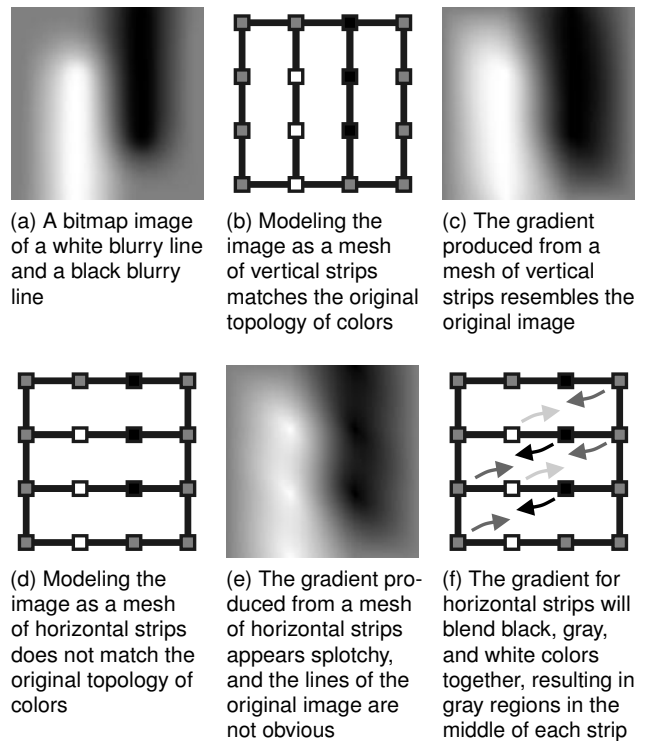 (a) A bitmap image
of a white blurry line
and a black blurry
line
(b) Modeling the
image as a mesh
of vertical strips
matches the original
topology of colors
(c) The gradient
produced from a
mesh of vertical
strips resembles the
original image
(d) Modeling the
image as a mesh
of horizontal strips
does not match the
original topology of
colors
(e) The gradient pro-
duced from a mesh
of horizontal strips
appears splotchy,
and the lines of the
original image are
not obvious
(f) The gradient for
horizontal strips will
blend black, gray,
and white colors
together, resulting in
gray regions in the
middle of each strip